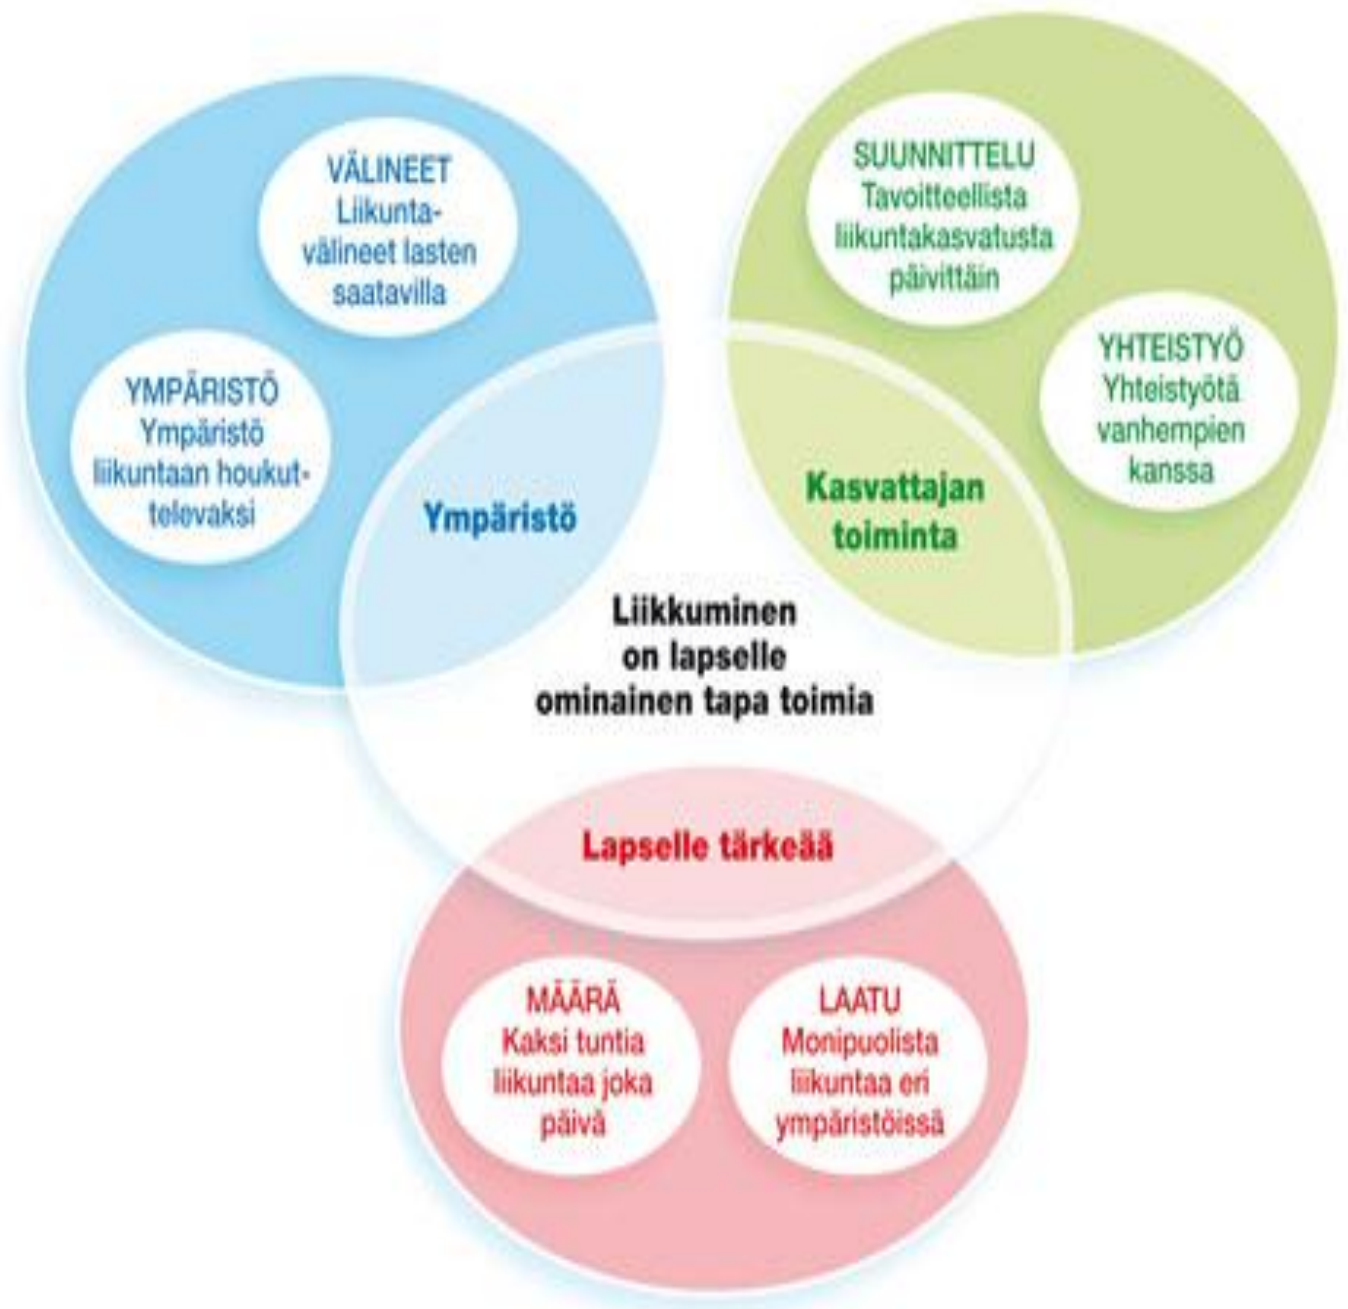 VÄLINEET
Liikunta-
välineet lasten
saatavilla
YMPÄRISTÖ
Ympäristö
liikuntaan houkut-
televaksi
Ympäristö
SUUNNITTELU
Tavoitteellista
liikuntakasvatusta
päivittäin
YHTEISTYÖ
Yhteistyötä
vanhempien
kanssa
Kasvattajan
toiminta
Liikkuminen
on lapselle
ominainen tapa toimia
Lapselle tärkeää
MÄÄRÄ
Kaksi tuntia
liikuntaa joka
päivä
LAATU
Monipuolista
liikuntaa eri
ympäristöissä